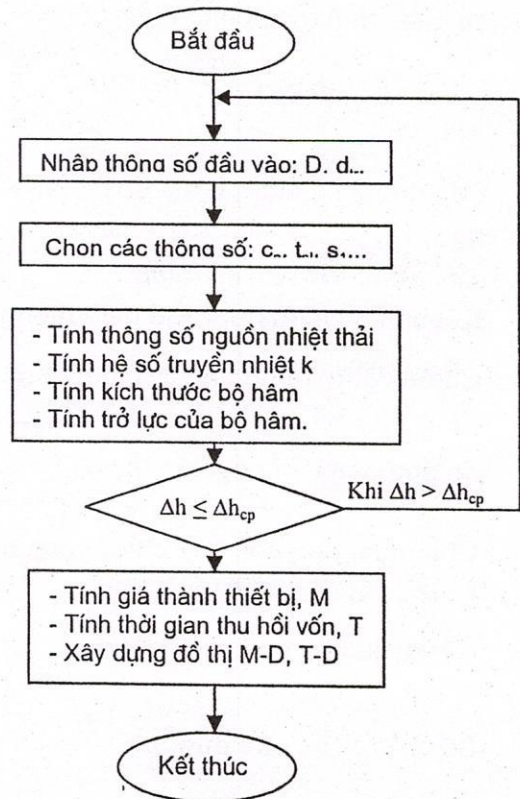 Bắt đầu
Nhập thông số đầu vào: D, d...
Chọn các thông số: c
- Tính thông số nguồn nhiệt thải
- Tính hệ số truyền nhiệt k
- Tính kích thước bộ hâm
- Tính trở lực của bộ hâm.
Δh ≤ Δh_cp
Khi Δh > Δh_cp
- Tính giá thành thiết bị, M
- Tính thời gian thu hồi vốn, T
- Xây dựng đồ thị M-D, T-D
Kết thúc